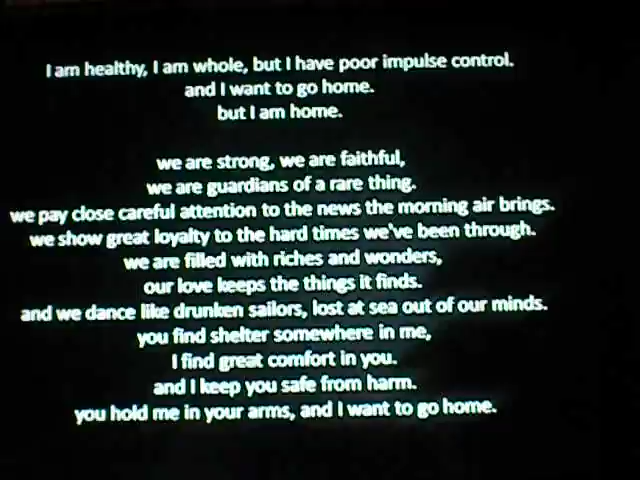 I am healthy, I am whole, but I have poor impulse control.
and I want to go home.
but I am home.
we are strong, we are faithful,
we are guardians of a rare thing.
we pay close careful attention to the news the morning air brings.
we show great loyalty to the hard times we've been through.
we are filled with riches and wonders,
our love keeps the things it finds.
and we dance like drunken sailors, lost at sea out of our minds.
you find shelter somewhere in me,
I find great comfort in you.
and I keep you safe from harm.
you hold me in your arms, and I want to go home.